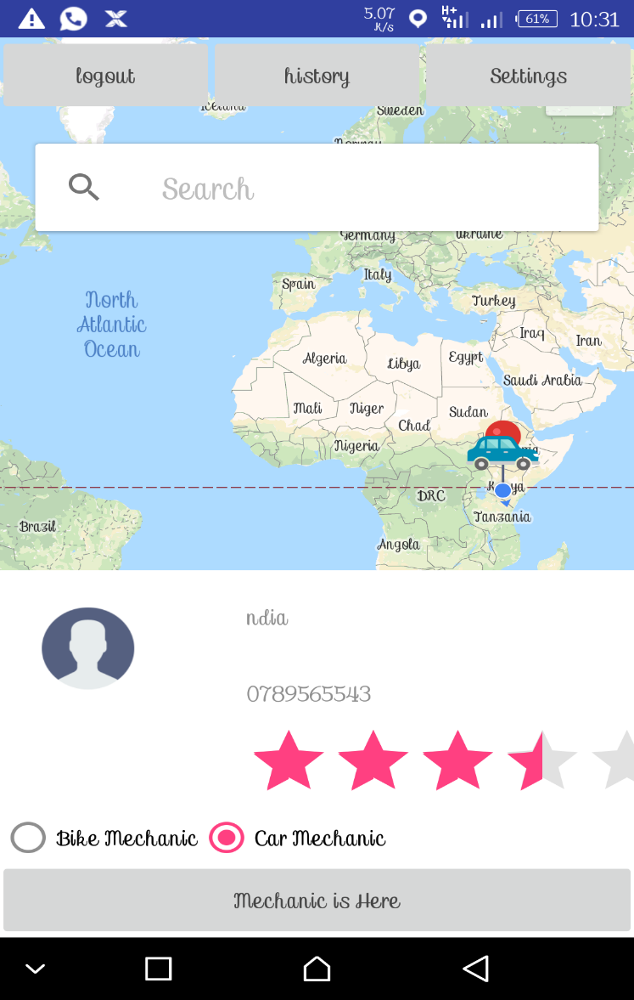 5.07
K/s
H+
61%
10:31
logout
history
Settings
Iceland
Sweden
Norway
Search
Germany
Ukraine
Spain
Italy
Turkey
North
Atlantic
Ocean
Iraq
Iran
Algeria
Libya
Egypt
Saudi Arabia
Mali
Niger
Chad
Sudan
Nigeria
DRC
Kenya
Tanzania
Brazil
Angola
ndia
0789565543
Bike Mechanic
Car Mechanic
Mechanic is Here